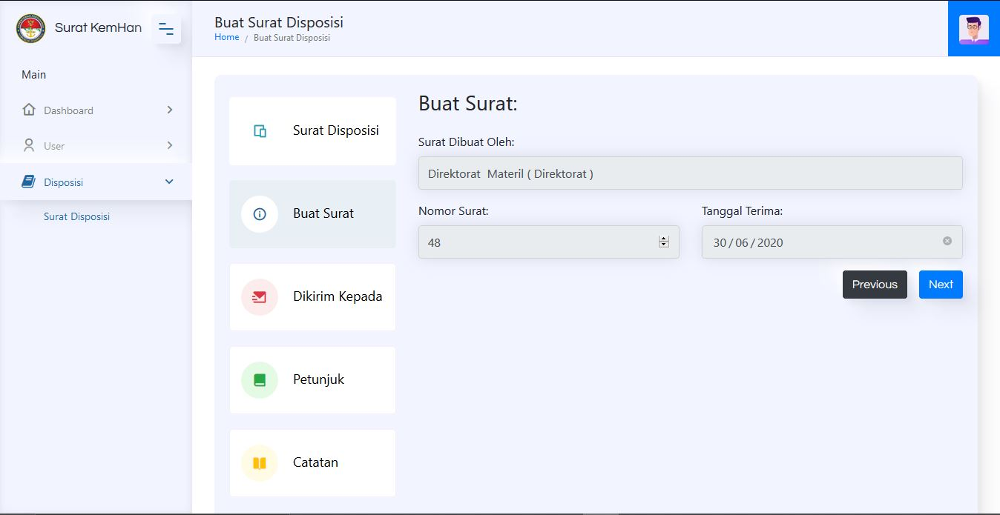 Surat KemHan
Main
Dashboard
User
Disposisi
Surat Disposisi
Buat Surat Disposisi
Home / Buat Surat Disposisi
Surat Disposisi
Buat Surat
Dikirim Kepada
Petunjuk
Catatan
Buat Surat:
Surat Dibuat Oleh:
Direktorat Materil ( Direktorat )
Nomor Surat:
48
Tanggal Terima:
30 / 06 / 2020
Previous
Next